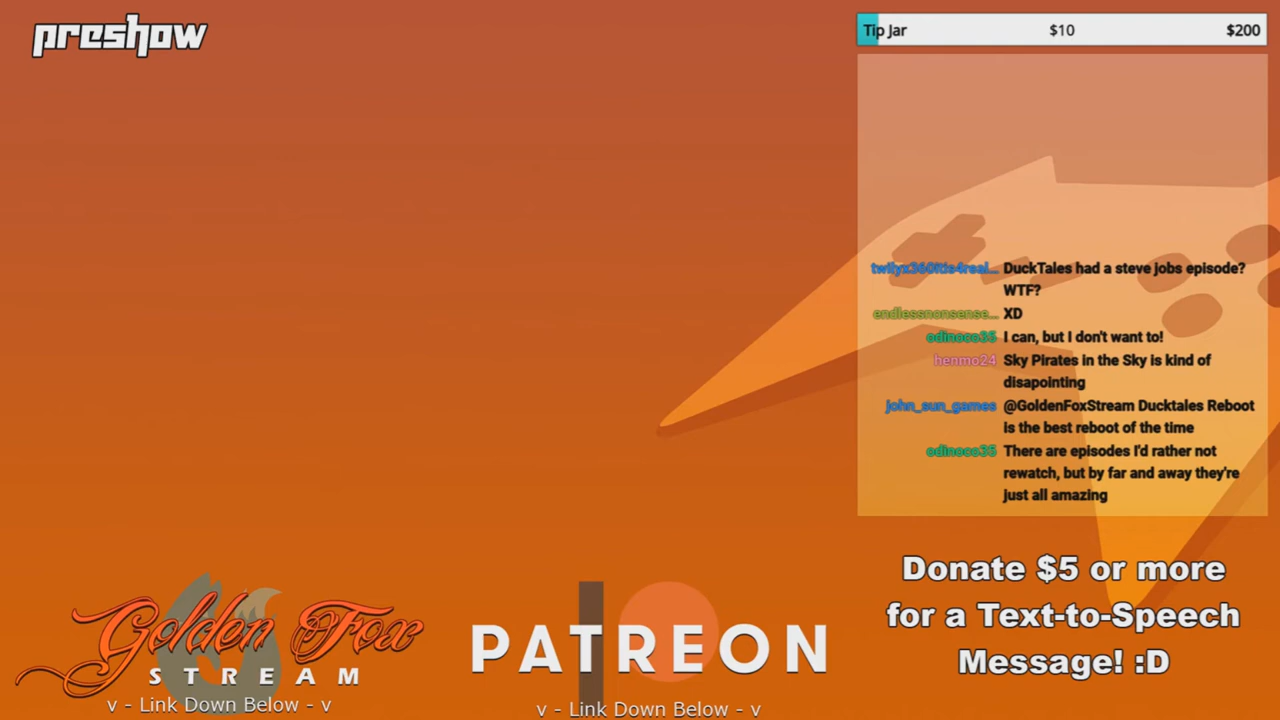 preshow
Tip Jar $10 $200
DuckTales had a steve jobs episode?
WTF?
endlessnonsense... XD
odinoco35 I can, but I don't want to!
henmo24 Sky Pirates in the Sky is kind of
disapointing
john_sun_games @GoldenFoxStream Ducktales Reboot
is the best reboot of the time
odinoco35 There are episodes I'd rather not
rewatch, but by far and away they're
just all amazing
Donate $5 or more
for a Text-to-Speech
Message! :D
Golden Fox
STREAM
v - Link Down Below - v
PATREON
v - Link Down Below - v